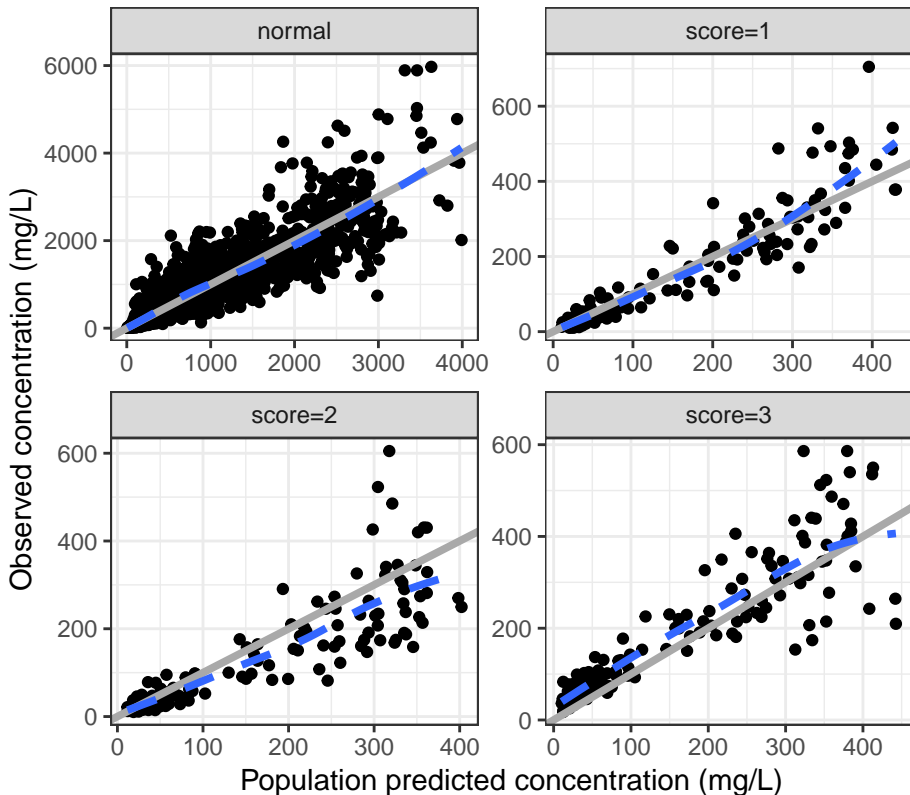 normal
score=1
6000
4000
2000
0
0 1000 2000 3000 4000
600
400
200
0
0 100 200 300 400
score=2
score=3
600
400
200
0
0 100 200 300 400
600
400
200
0
0 100 200 300 400
Observed concentration (mg/L)
Population predicted concentration (mg/L)